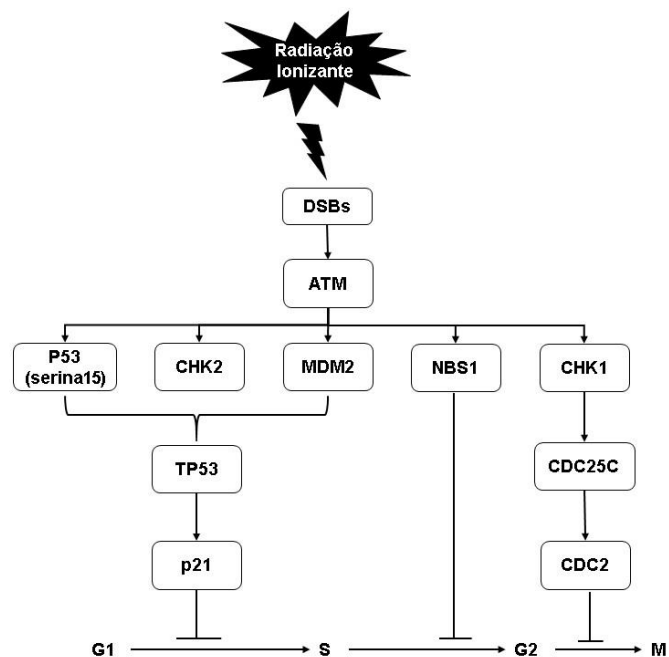 Radiação
Ionizante
DSBs
ATM
P53
(serina15)
CHK2
MDM2
NBS1
CHK1
TP53
CDC25C
p21
CDC2
G1
S
G2
M